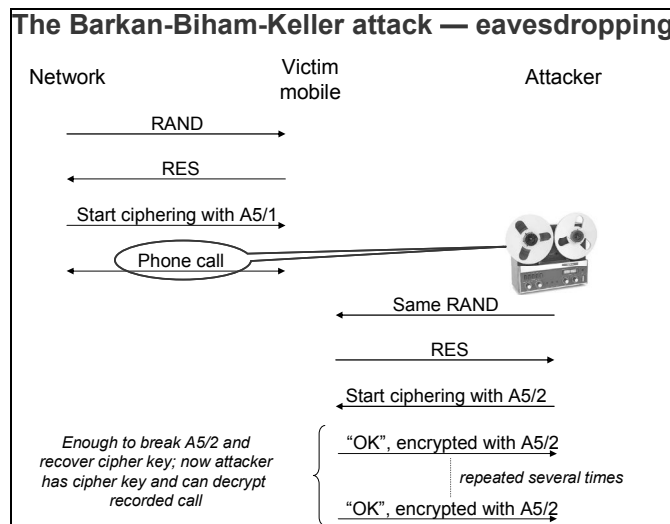 The Barkan-Biham-Keller attack — eavesdropping
Network
Victim
mobile
Attacker
RAND
RES
Start ciphering with A5/1
Phone call
Same RAND
RES
Start ciphering with A5/2
Enough to break A5/2 and
recover cipher key; now attacker
has cipher key and can decrypt
recorded call
“OK”, encrypted with A5/2
repeated several times
“OK”, encrypted with A5/2